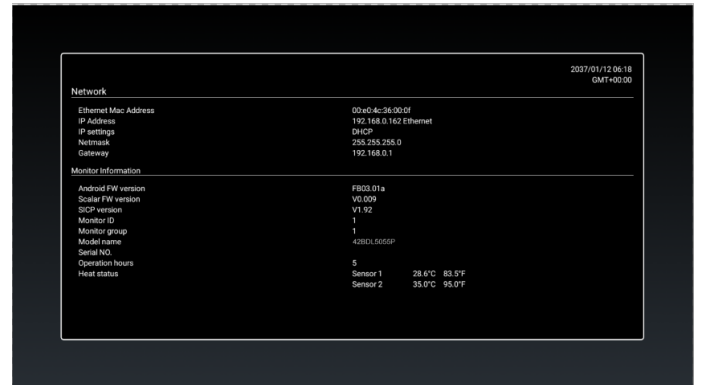 2037/01/12 06:18
GMT+00:00
Network
Ethernet Mac Address 00:e0:4c:36:00:0f
IP Address 192.168.0.162 Ethernet
IP settings DHCP
Netmask 255.255.255.0
Gateway 192.168.0.1
Monitor Information
Android FW version FB03.01a
Scalar FW version V0.009
SICP version V1.92
Monitor ID 1
Monitor group 1
Model name 42BDL5055P
Serial NO.
Operation hours 5
Heat status Sensor 1 28.6°C 83.5°F
Sensor 2 35.0°C 95.0°F